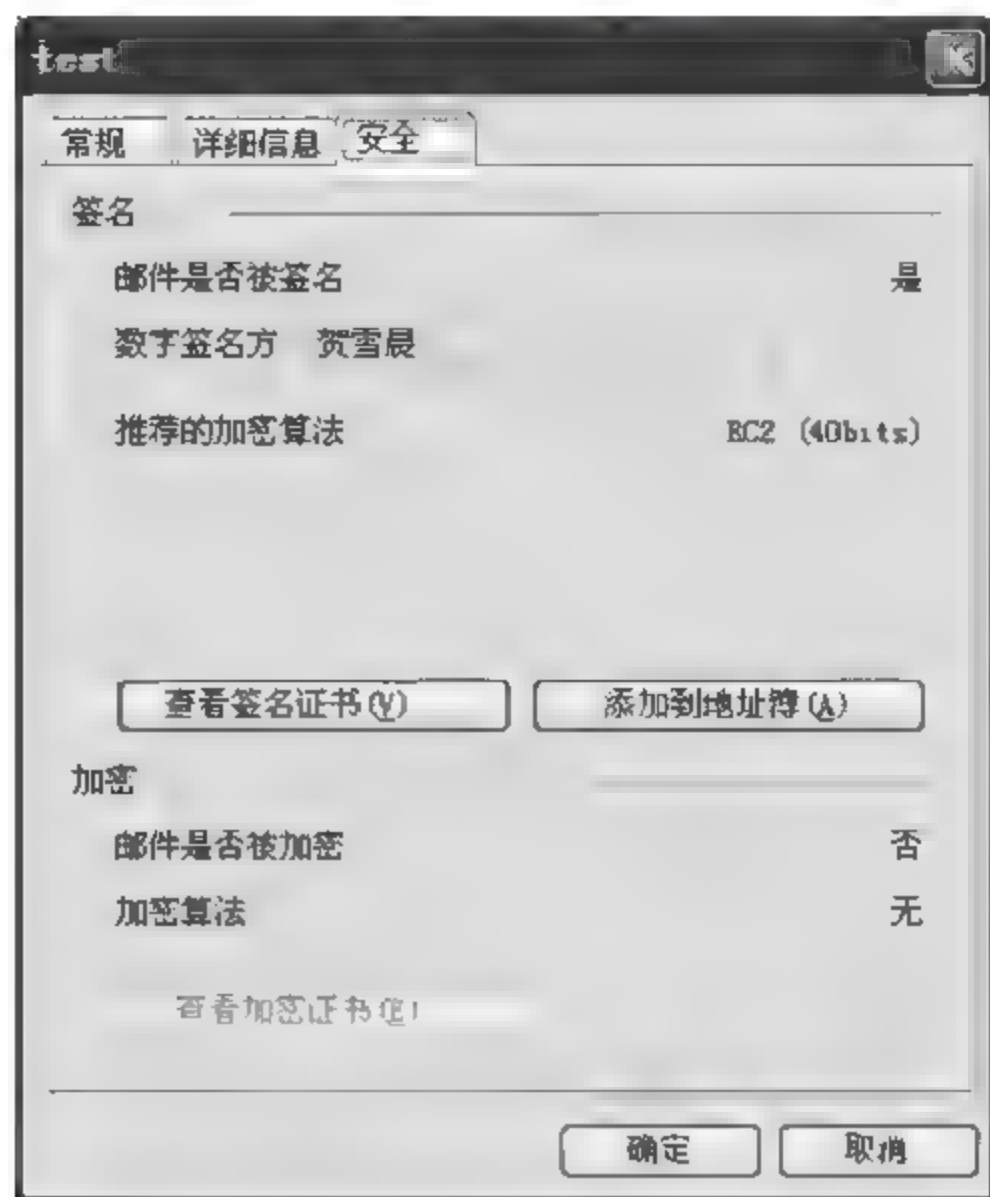 test
常规 详细信息 安全
签名
邮件是否被签名 是
数字签名方 贺雪晨
推荐的加密算法 RC2 (40bits)
查看签名证书(V) 添加到地址簿(A)
加密
邮件是否被加密 否
加密算法 无
查看加密证书(E)
确定 取消